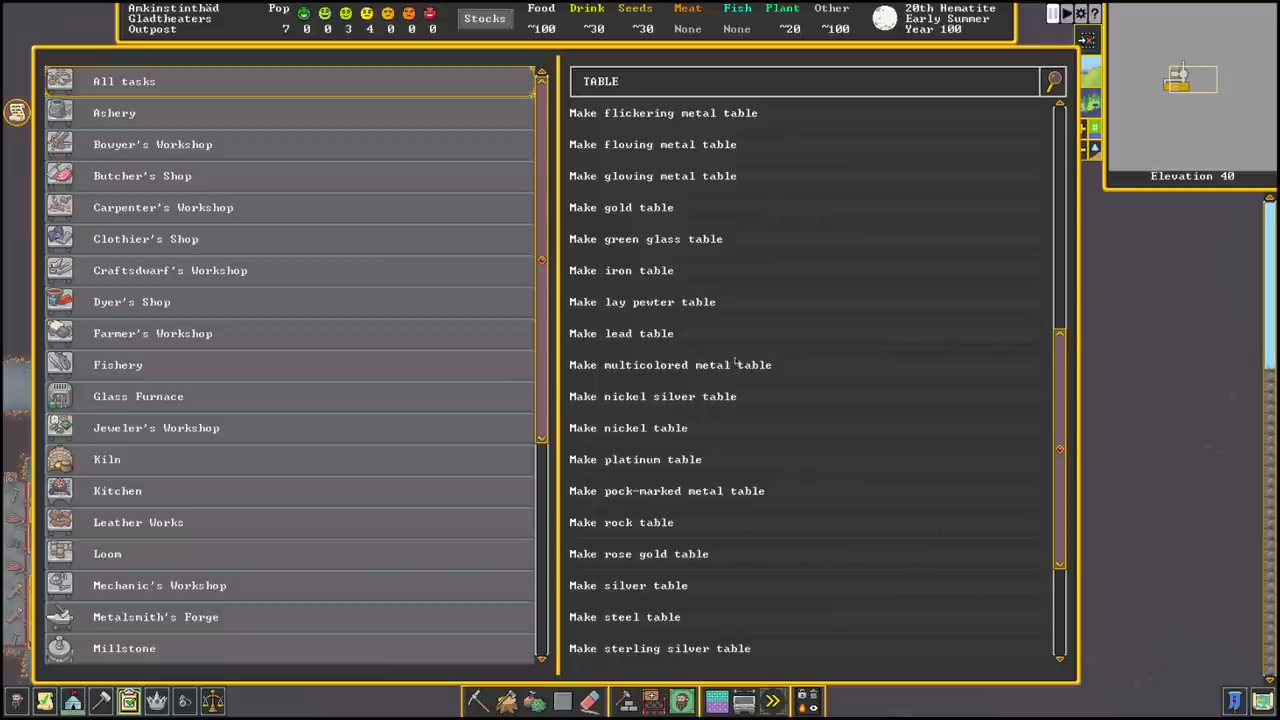 Amkinstinthäd
Gladtheaters
Outpost
Pop
7 0 0 3 4 0 0 0
Stocks
Food Drink Seeds Meat Fish Plant Other
~100 ~30 ~30 None None ~20 ~100
20th Hematite
Early Summer
Year 100
?
Elevation 40
All tasks
Ashery
Bowyer's Workshop
Butcher's Shop
Carpenter's Workshop
Clothier's Shop
Craftsdwarf's Workshop
Dyer's Shop
Farmer's Workshop
Fishery
Glass Furnace
Jeweler's Workshop
Kiln
Kitchen
Leather Works
Loom
Mechanic's Workshop
Metalsmith's Forge
Millstone
TABLE
Make flickering metal table
Make flowing metal table
Make glowing metal table
Make gold table
Make green glass table
Make iron table
Make lay pewter table
Make lead table
Make multicolored metal table
Make nickel silver table
Make nickel table
Make platinum table
Make pock-marked metal table
Make rock table
Make rose gold table
Make silver table
Make steel table
Make sterling silver table